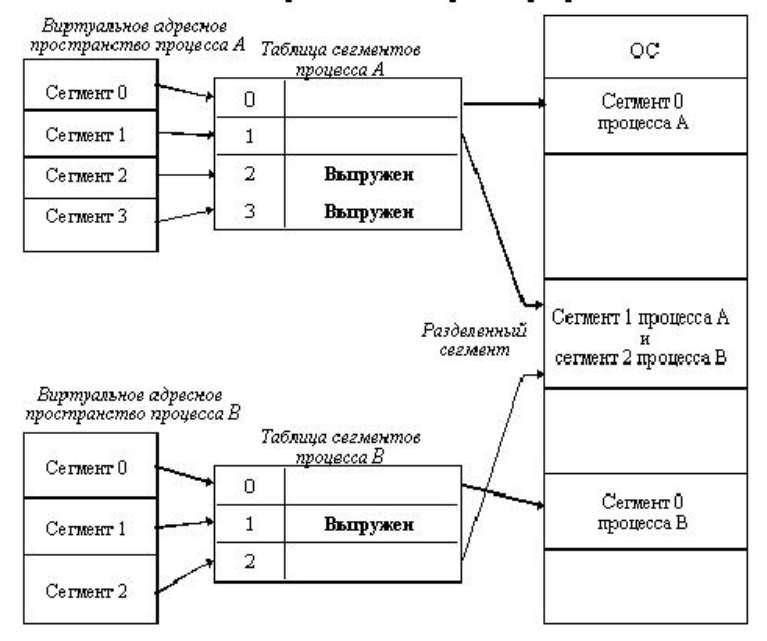 Виртуальное адресное
пространство процесса A
Сегмент 0
Сегмент 1
Сегмент 2
Сегмент 3
Таблица сегментов
процесса A
0
1
2 Выгружен
3 Выгружен
ОС
Сегмент 0
процесса A
Сегмент 1 процесса A
и
сегмент 2 процесса B
Сегмент 0
процесса B
Разделенный
сегмент
Виртуальное адресное
пространство процесса B
Сегмент 0
Сегмент 1
Сегмент 2
Таблица сегментов
процесса B
0
1 Выгружен
2